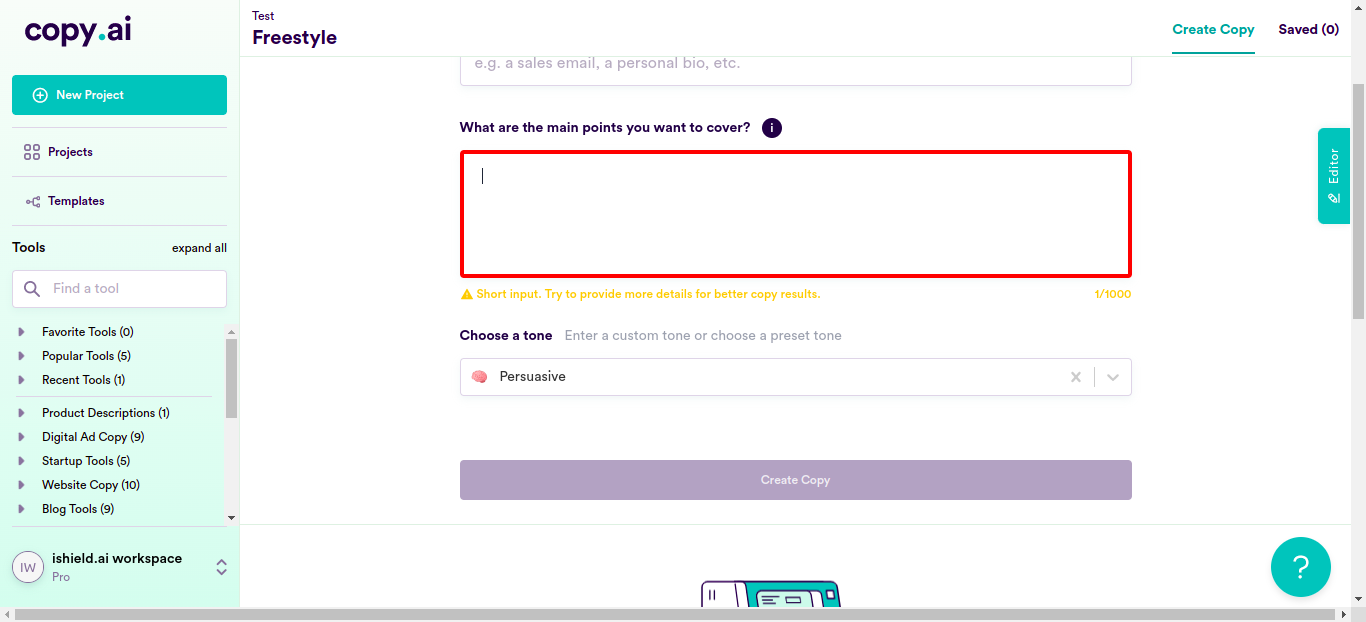 copy.ai
New Project
Projects
Templates
Tools
expand all
Find a tool
Favorite Tools (0)
Popular Tools (5)
Recent Tools (1)
Product Descriptions (1)
Digital Ad Copy (9)
Startup Tools (5)
Website Copy (10)
Blog Tools (9)
IW
ishield.ai workspace
Pro
Test
Freestyle
Create Copy
Saved (0)
e.g. a sales email, a personal bio, etc.
What are the main points you want to cover? i
Short input. Try to provide more details for better copy results.
1/1000
Choose a tone Enter a custom tone or choose a preset tone
Persuasive
Create Copy
Editor
?